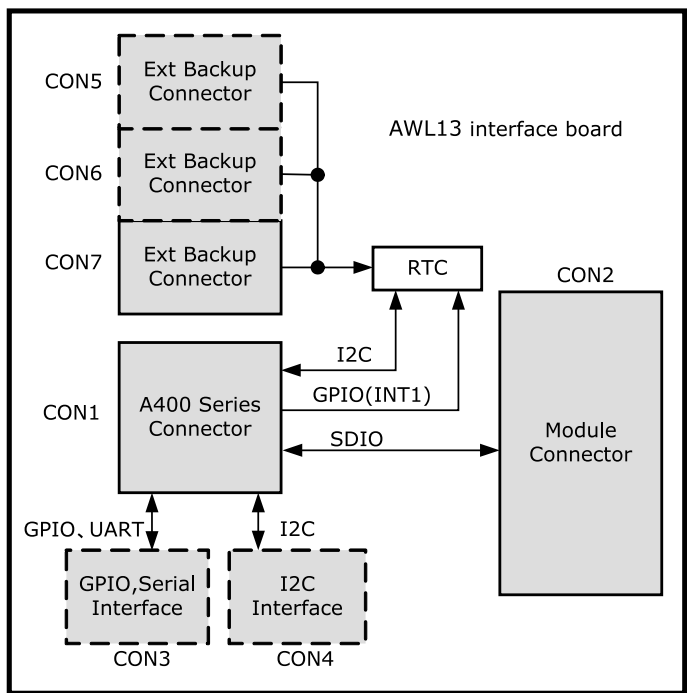 CON5
Ext Backup
Connector
AWL13 interface board
CON6
Ext Backup
Connector
CON7
Ext Backup
Connector
RTC
CON2
I2C
GPIO(INT1)
CON1
A400 Series
Connector
SDIO
Module
Connector
GPIO、UART
I2C
GPIO,Serial
Interface
I2C
Interface
CON3
CON4